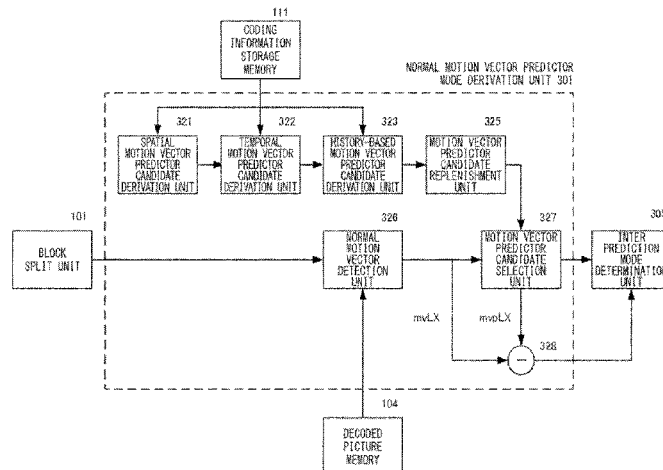 111
CODING
INFORMATION
STORAGE
MEMORY
NORMAL MOTION VECTOR PREDICTOR
MODE DERIVATION UNIT 301
321
SPATIAL
MOTION VECTOR
PREDICTOR
CANDIDATE
DERIVATION UNIT
322
TEMPORAL
MOTION VECTOR
PREDICTOR
CANDIDATE
DERIVATION UNIT
323
HISTORY-BASED
MOTION VECTOR
PREDICTOR
CANDIDATE
DERIVATION UNIT
325
MOTION VECTOR
PREDICTOR
CANDIDATE
REPLENISHMENT
UNIT
101
BLOCK
SPLIT UNIT
326
NORMAL
MOTION
VECTOR
DETECTION
UNIT
327
MOTION VECTOR
PREDICTOR
CANDIDATE
SELECTION
UNIT
305
INTER
PREDICTION
MODE
DETERMINATION
UNIT
mvLX
mvpLX
328
104
DECODED
PICTURE
MEMORY